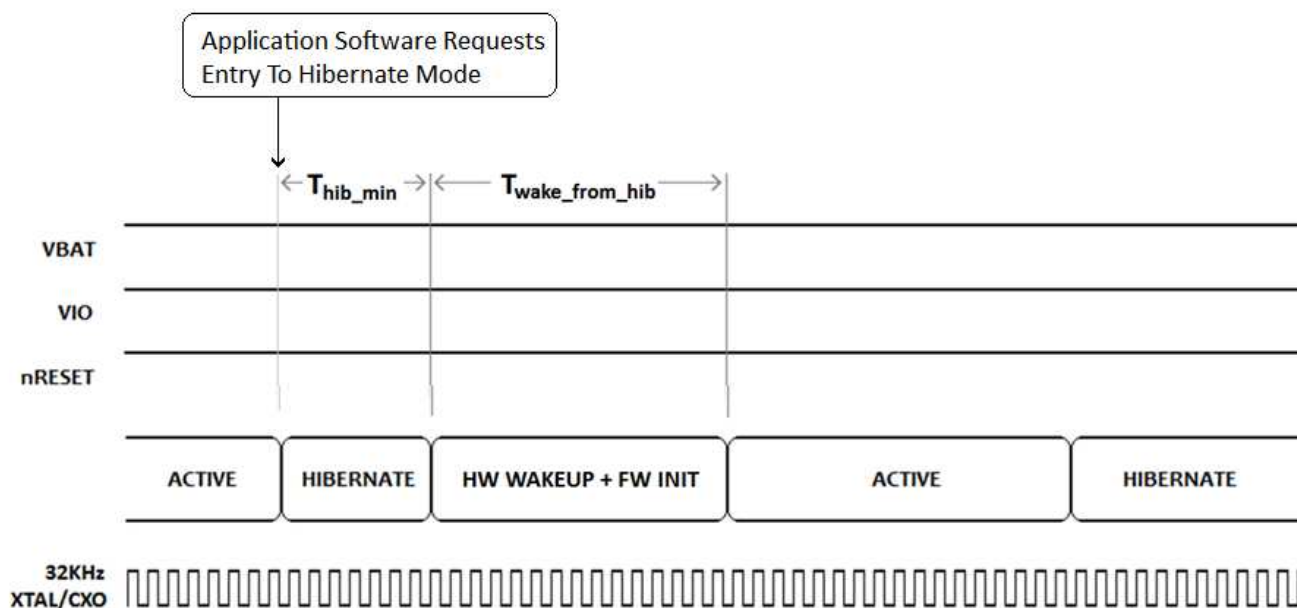 Application Software Requests
Entry To Hibernate Mode
Thib_min
Twake_from_hib
VBAT
VIO
nRESET
ACTIVE
HIBERNATE
HW WAKEUP + FW INIT
ACTIVE
HIBERNATE
32KHz
XTAL/CXO